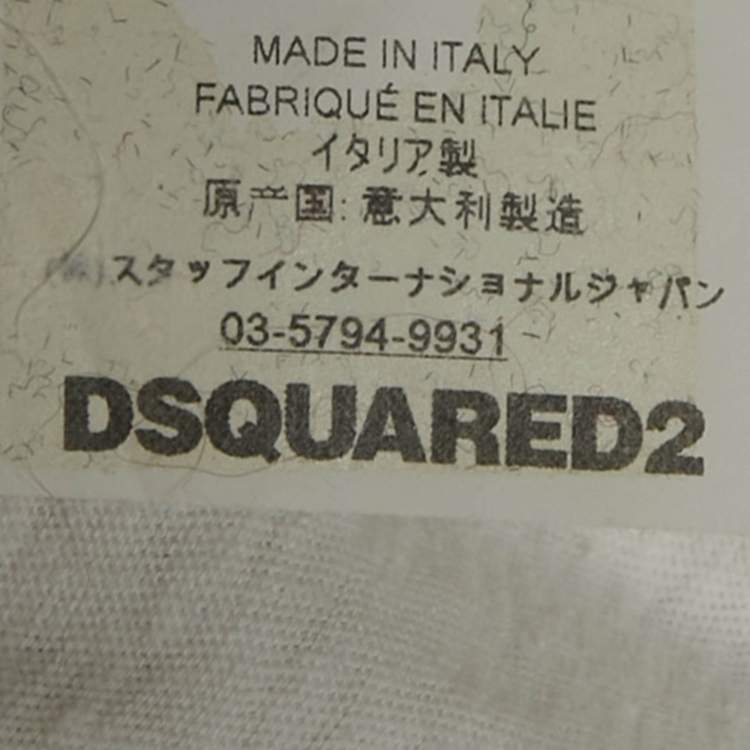 MADE IN ITALY
FABRIQUÉ EN ITALIE
イタリア製
原产国: 意大利製造
スタッフインターナショナルジャパン
03-5794-9931
DSQUARED2